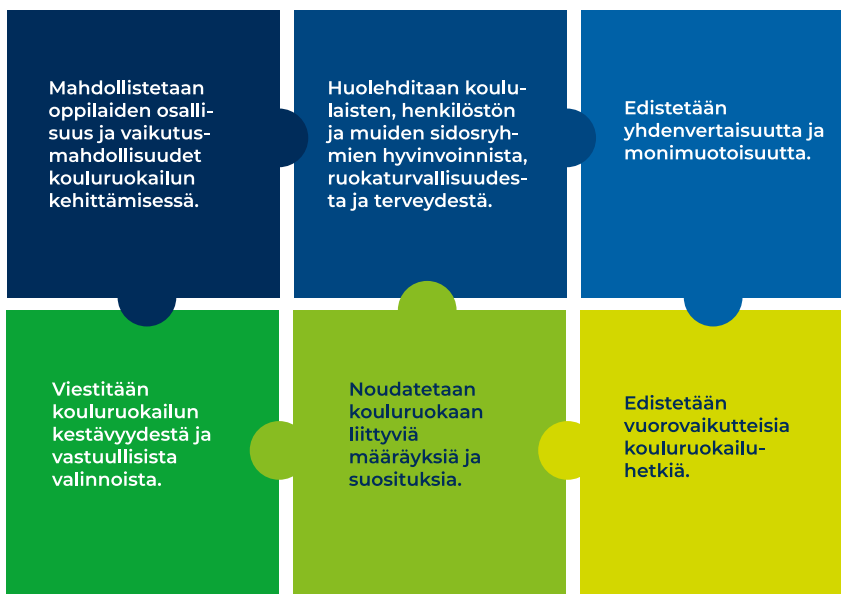 Mahdollistetaan
oppilaiden osalli-
suus ja vaikutus-
mahdollisuudet
kouluruokailun
kehittämisessä.
Huolehditaan koulu-
laisten, henkilöstön
ja muiden sidosryh-
mien hyvinvoinnista,
ruokaturvallisuudes-
ta ja terveydestä.
Edistetään
yhdenvertaisuutta ja
monimuotoisuutta.
Viestitään
kouluruokailun
kestävyydestä ja
vastuullisista
valinnoista.
Noudatetaan
kouluruokaan
liittyviä
määräyksiä ja
suosituksia.
Edistetään
vuorovaikutteisia
kouluruokailu-
hetkiä.